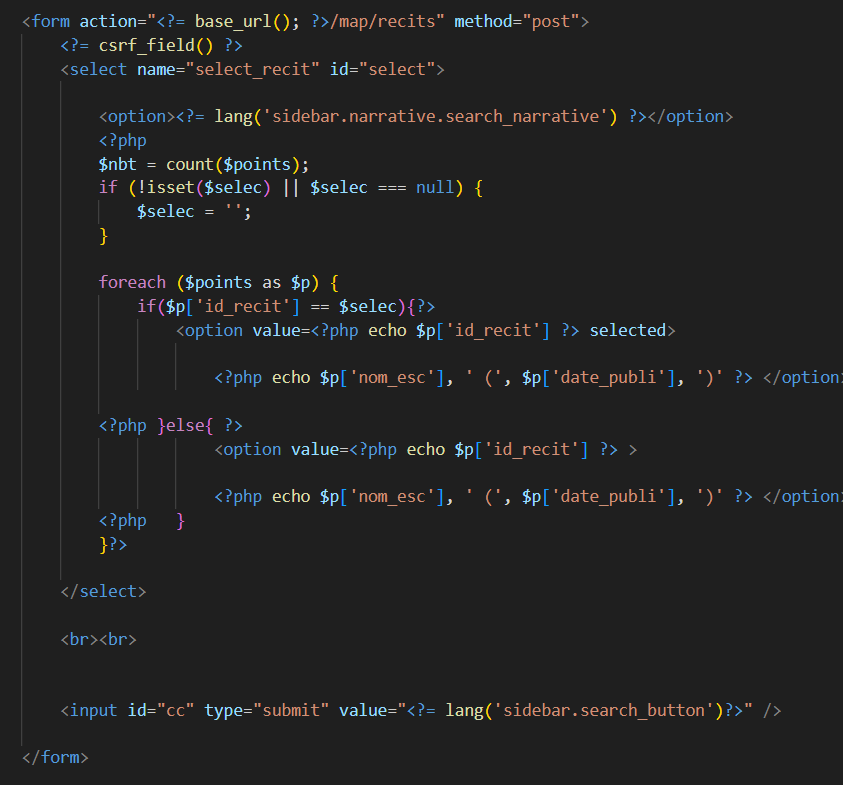 <form action="<?= base_url(); ?>/map/recits" method="post">
<?= csrf_field() ?>
<select name="select_recit" id="select">
<option><?= lang('sidebar.narrative.search_narrative') ?></option>
<?php
$nbt = count($points);
if (!isset($selec) || $selec === null) {
$selec = '';
}
foreach ($points as $p) {
if($p['id_recit'] == $selec){?>
<option value=<?php echo $p['id_recit'] ?> selected>
<?php echo $p['nom_esc'], ' (', $p['date_publi'], ')' ?> </option>
<?php }else{ ?>
<option value=<?php echo $p['id_recit'] ?> >
<?php echo $p['nom_esc'], ' (', $p['date_publi'], ')' ?> </option>
<?php   }
}?>
</select>
<br><br>
<input id="cc" type="submit" value="<?= lang('sidebar.search_button')?>" />
</form>